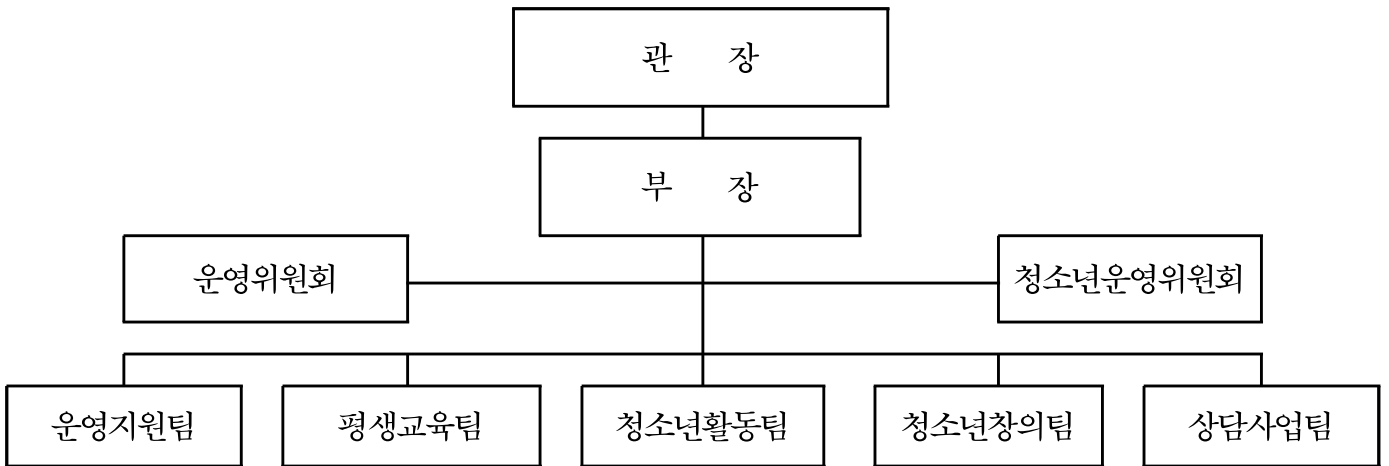 관 장
부 장
운영위원회
청소년운영위원회
운영지원팀
평생교육팀
청소년활동팀
청소년창의팀
상담사업팀